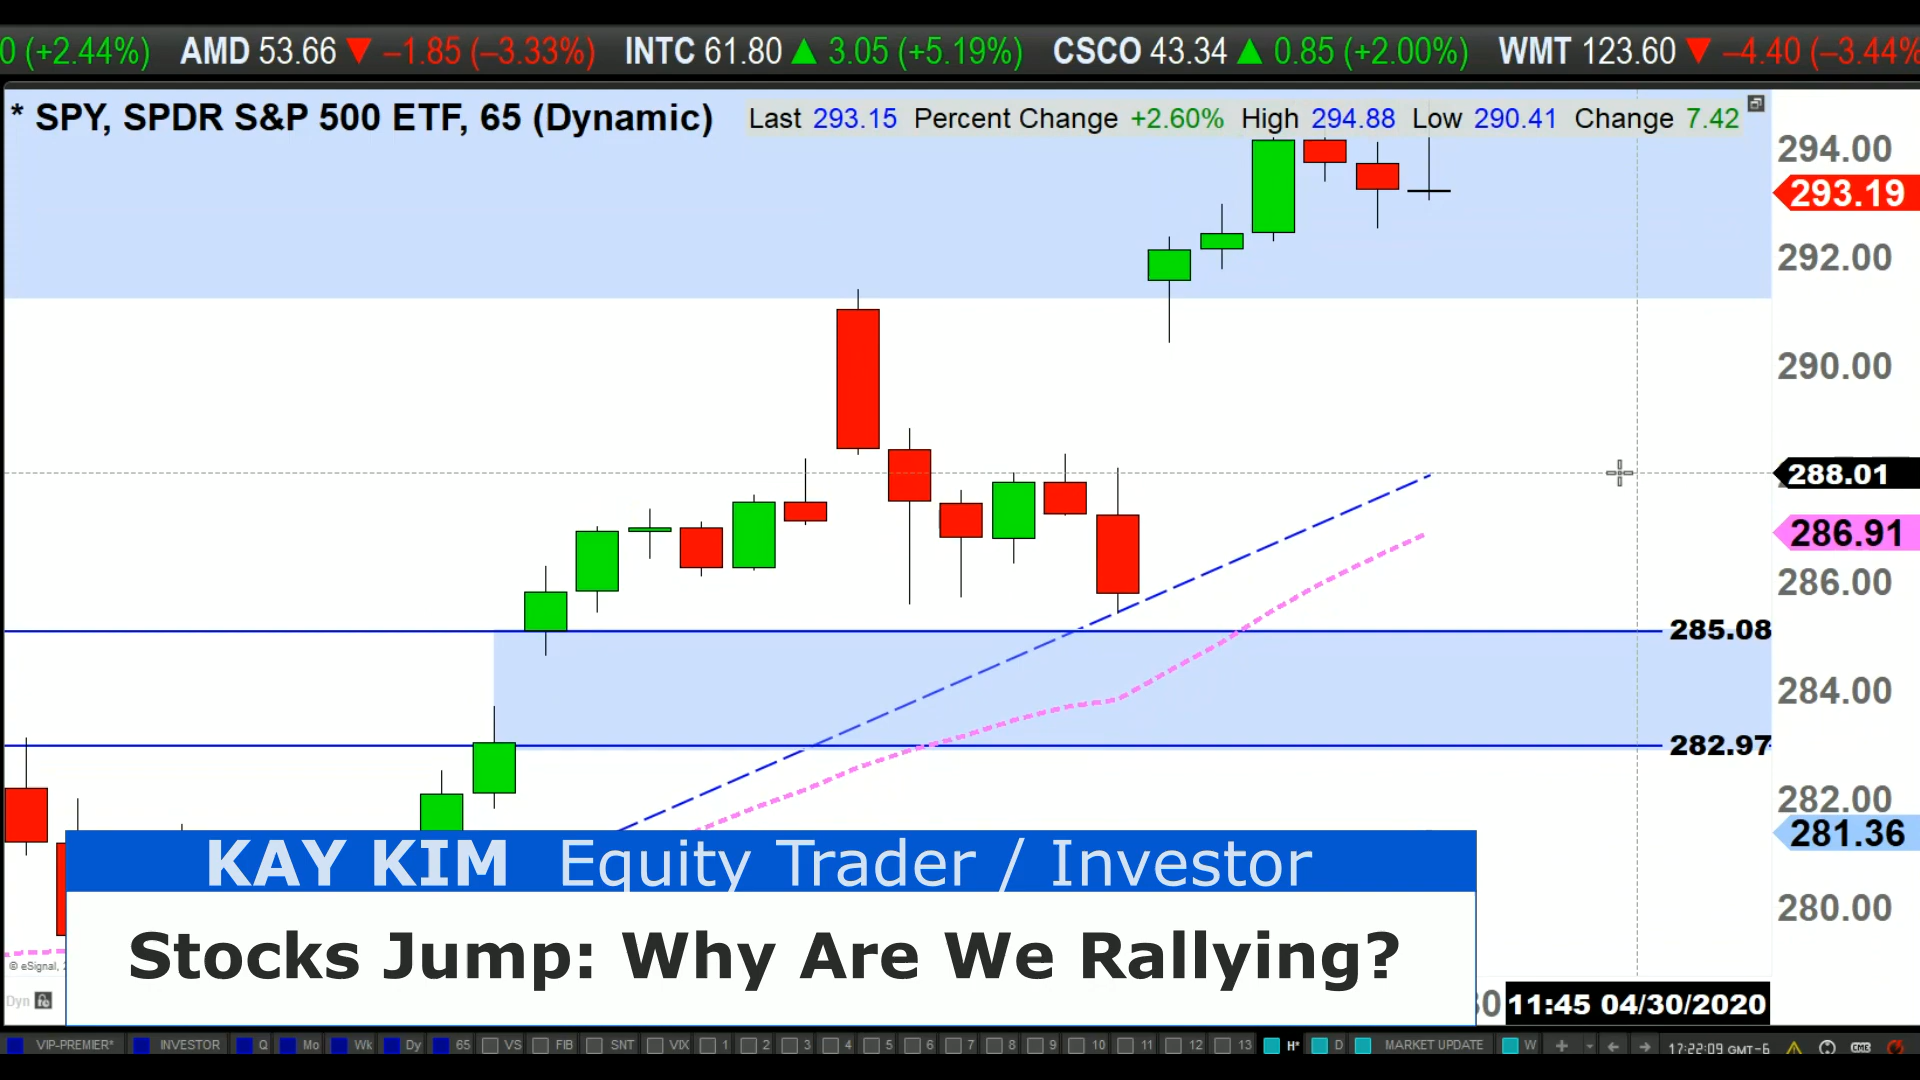 0 (+2.44%) AMD 53.66 ▼ –1.85 (–3.33%) INTC 61.80 ▲ 3.05 (+5.19%) CSCO 43.34 ▲ 0.85 (+2.00%) WMT 123.60 ▼ –4.40 (–3.44%
* SPY, SPDR S&P 500 ETF, 65 (Dynamic) Last 293.15 Percent Change +2.60% High 294.88 Low 290.41 Change 7.42
294.00
293.19
292.00
290.00
288.01
286.91
286.00
285.08
284.00
282.97
282.00
281.36
280.00
KAY KIM Equity Trader / Investor
Stocks Jump: Why Are We Rallying?
© eSignal, 2
Dyn
30 11:45 04/30/2020
VIP-PREMIER* INVESTOR Q Mo Wk Dy 65 VS FIB SNT VIX 1 2 3 4 5 6 7 8 9 10 11 12 13 H* D MARKET UPDATE W 17:22:09 GMT-6 CME